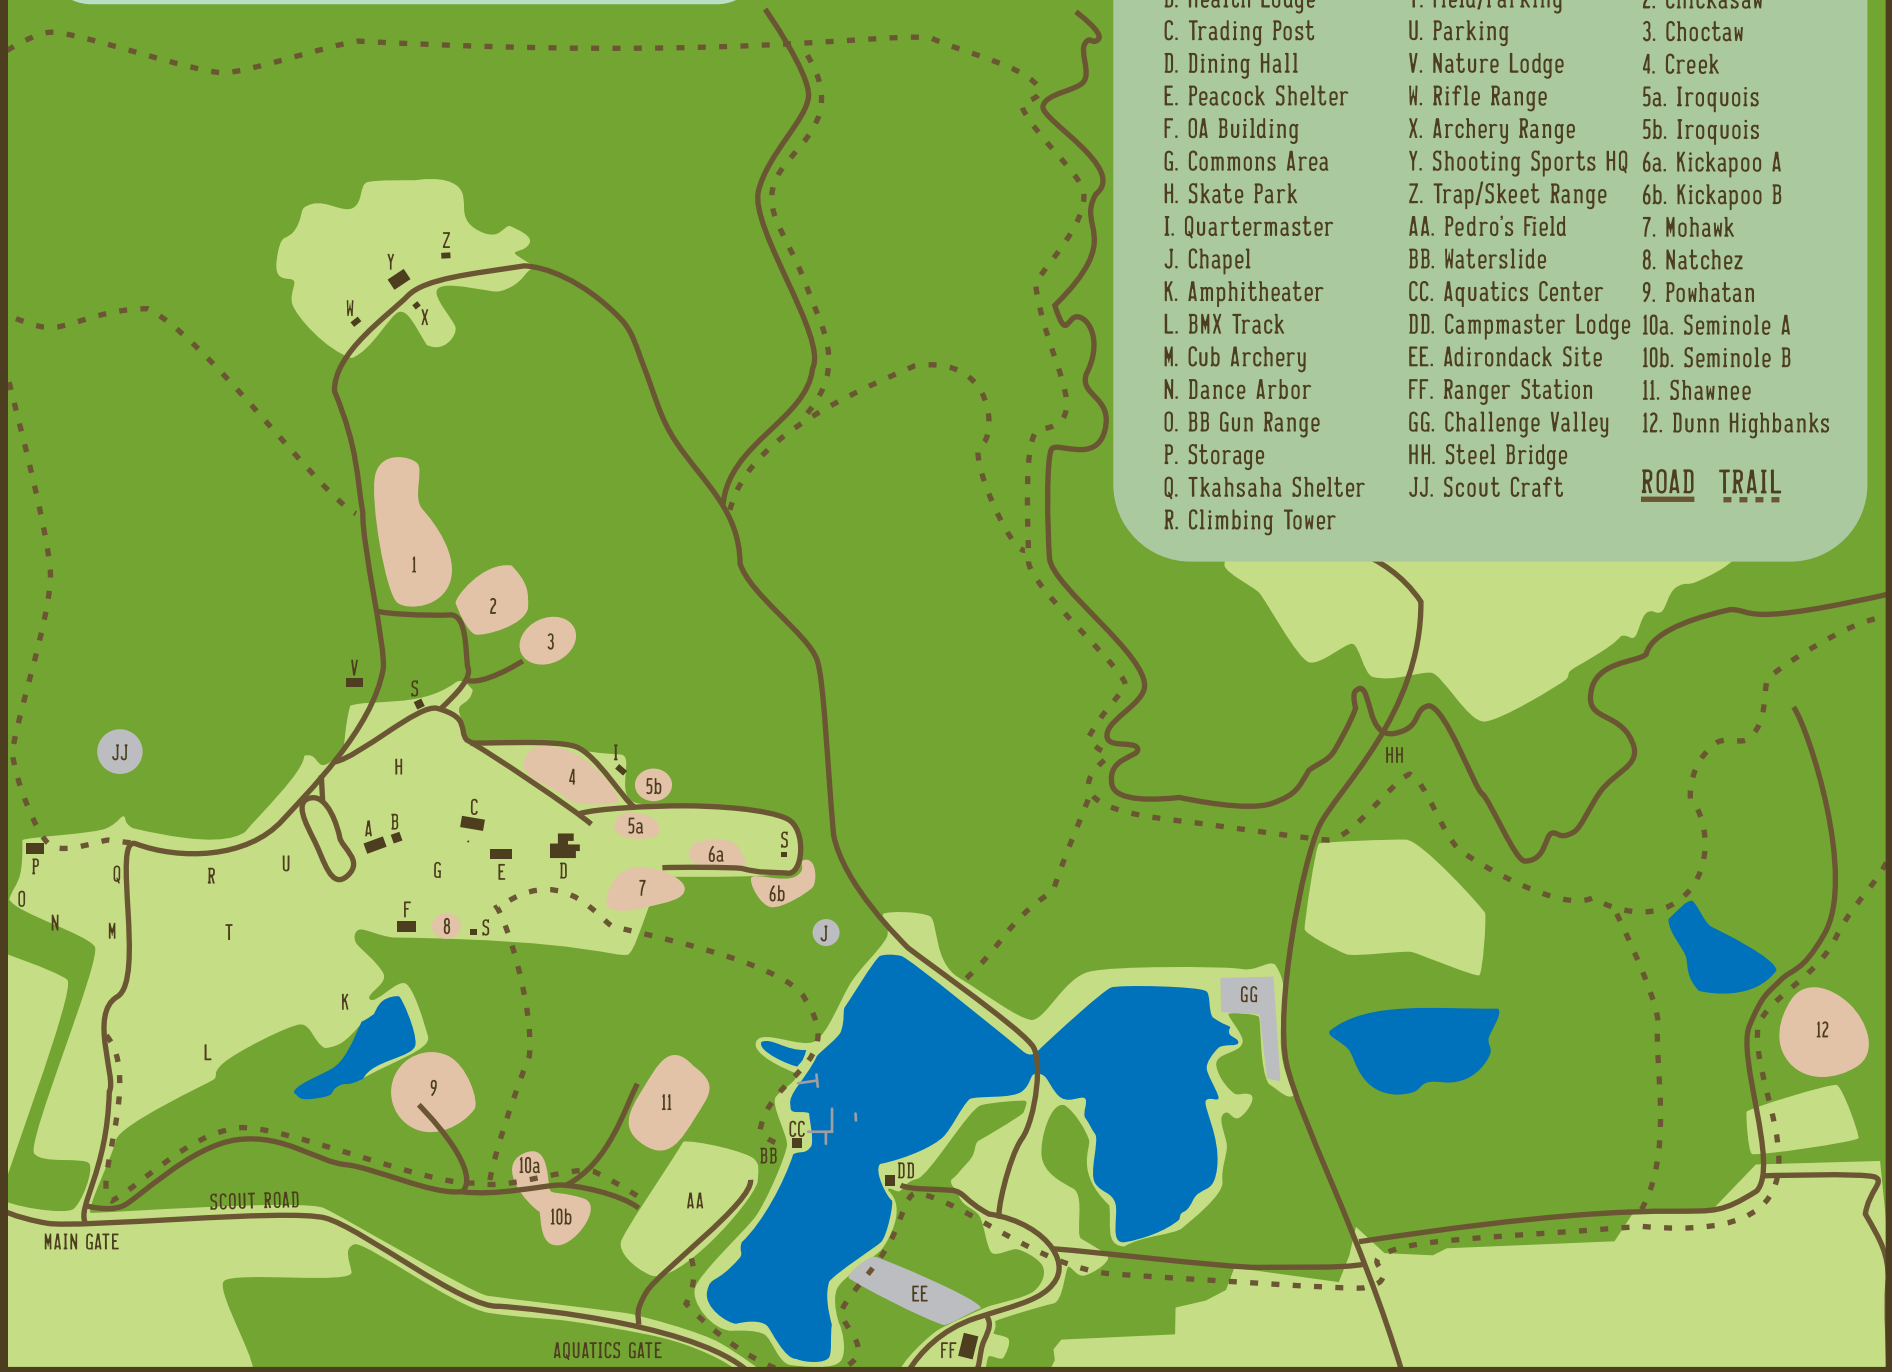 B. Health Lodge
C. Trading Post
D. Dining Hall
E. Peacock Shelter
F. OA Building
G. Commons Area
H. Skate Park
I. Quartermaster
J. Chapel
K. Amphitheater
L. BMX Track
M. Cub Archery
N. Dance Arbor
O. BB Gun Range
P. Storage
Q. Tkahsaha Shelter
R. Climbing Tower
T. Field/Parking
U. Parking
V. Nature Lodge
W. Rifle Range
X. Archery Range
Y. Shooting Sports HQ
Z. Trap/Skeet Range
AA. Pedro's Field
BB. Waterslide
CC. Aquatics Center
DD. Campmaster Lodge
EE. Adirondack Site
FF. Ranger Station
GG. Challenge Valley
HH. Steel Bridge
JJ. Scout Craft
2. Chickasaw
3. Choctaw
4. Creek
5a. Iroquois
5b. Iroquois
6a. Kickapoo A
6b. Kickapoo B
7. Mohawk
8. Natchez
9. Powhatan
10a. Seminole A
10b. Seminole B
11. Shawnee
12. Dunn Highbanks
ROAD TRAIL
Z
Y
W
X
1
2
3
V
S
JJ
H
4
I
5b
C
A
B
5a
S
P
Q
R
U
G
E
D
6a
7
6b
O
N
M
T
F
8
S
J
HH
K
L
9
11
CC
BB
GG
12
10a
10b
AA
DD
SCOUT ROAD
MAIN GATE
EE
FF
AQUATICS GATE